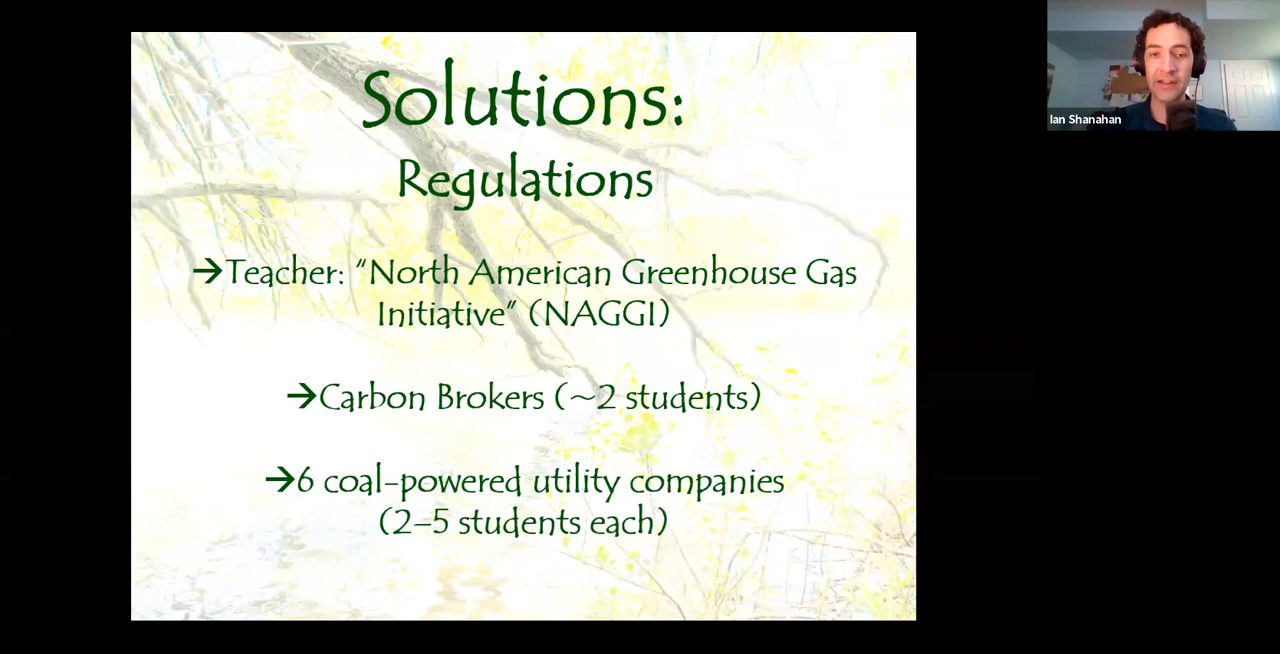 Solutions:
Regulations
→Teacher: "North American Greenhouse Gas
Initiative" (NAGGI)
→Carbon Brokers (~2 students)
→6 coal-powered utility companies
(2–5 students each)
Ian Shanahan